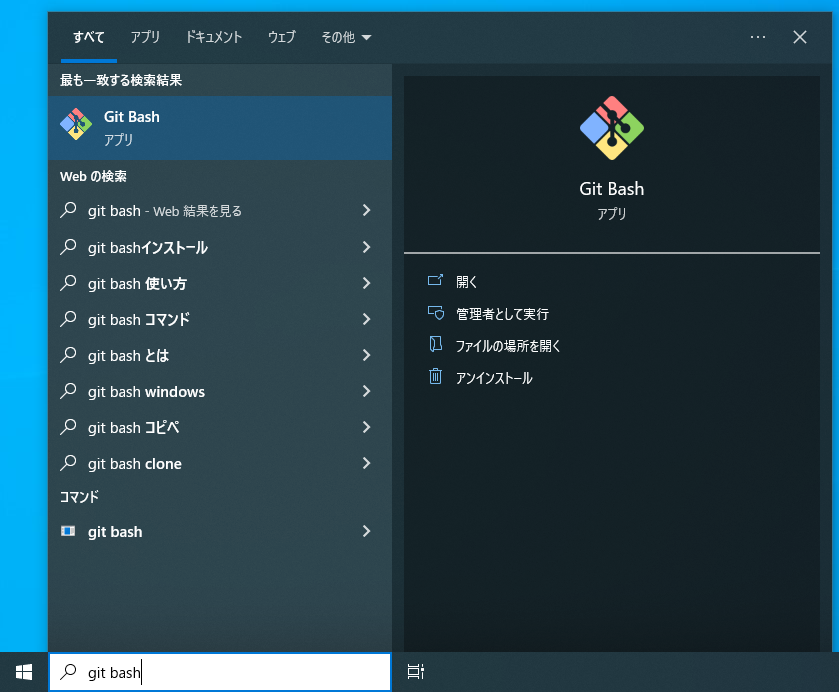 すべて アプリ ドキュメント ウェブ その他
最も一致する検索結果
Git Bash
アプリ
Web の検索
git bash - Web 結果を見る
git bashインストール
git bash 使い方
git bash コマンド
git bash とは
git bash windows
git bash コピペ
git bash clone
コマンド
git bash
Git Bash
アプリ
開く
管理者として実行
ファイルの場所を開く
アンインストール
git bash